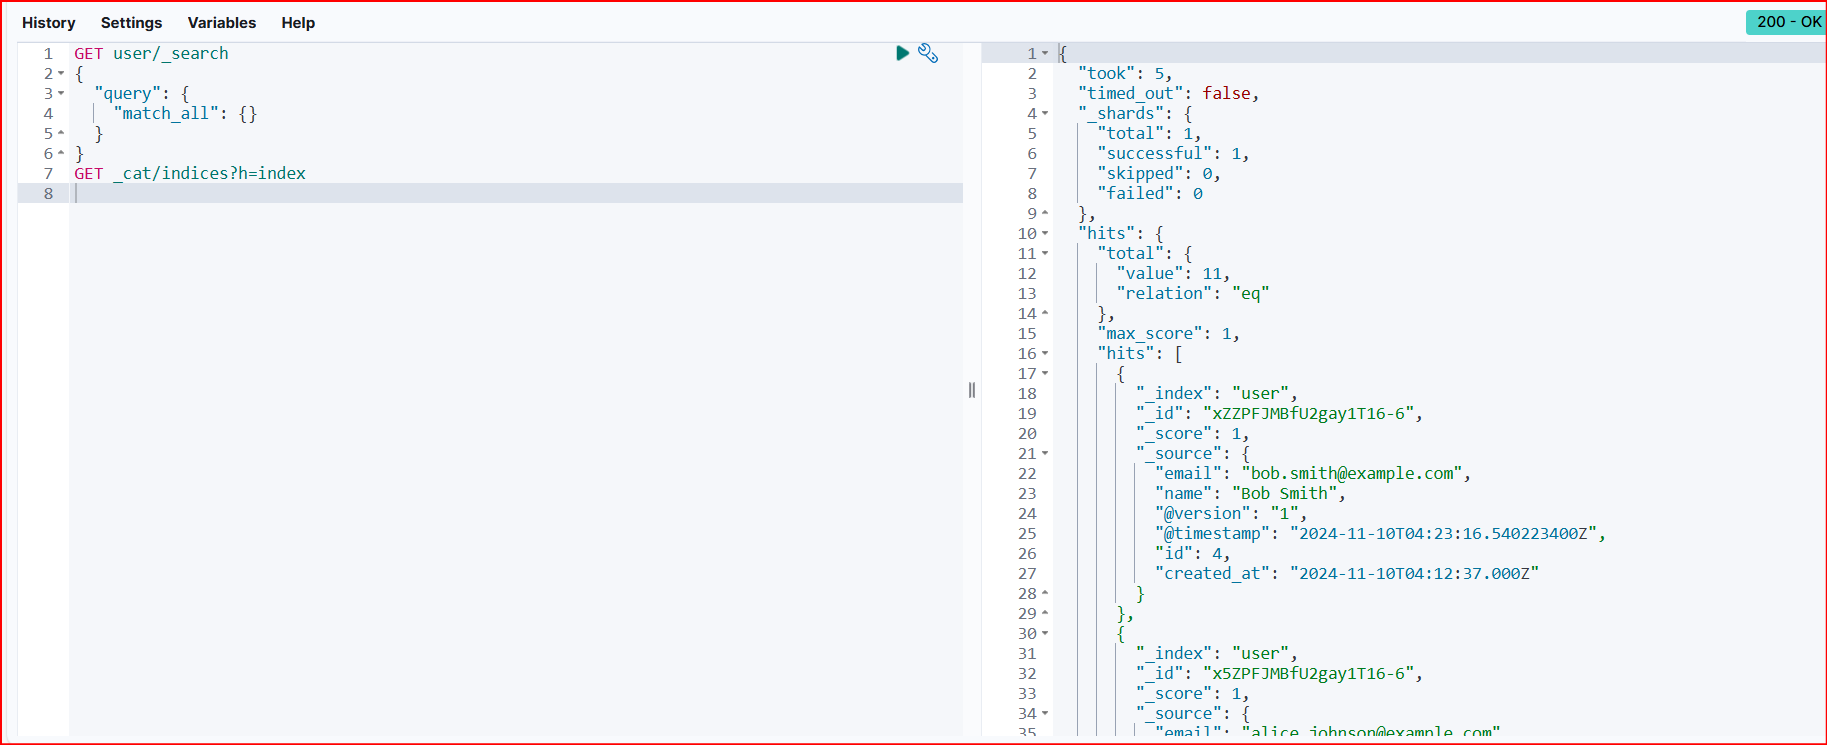 History Settings Variables Help
200 - OK
1 GET user/_search
2 {
3 "query": {
4 "match_all": {}
5 }
6 }
7 GET _cat/indices?h=index
8
1 {
2 "took": 5,
3 "timed_out": false,
4 "_shards": {
5 "total": 1,
6 "successful": 1,
7 "skipped": 0,
8 "failed": 0
9 },
10 "hits": {
11 "total": {
12 "value": 11,
13 "relation": "eq"
14 },
15 "max_score": 1,
16 "hits": [
17 {
18 "_index": "user",
19 "_id": "xZZPFJMBfU2gay1T16-6",
20 "_score": 1,
21 "_source": {
22 "email": "bob.smith@example.com",
23 "name": "Bob Smith",
24 "@version": "1",
25 "@timestamp": "2024-11-10T04:23:16.540223400Z",
26 "id": 4,
27 "created_at": "2024-11-10T04:12:37.000Z"
28 }
29 },
30 {
31 "_index": "user",
32 "_id": "x5ZPFJMBfU2gay1T16-6",
33 "_score": 1,
34 "_source": {
35 "email": "alice.johnson@example.com"